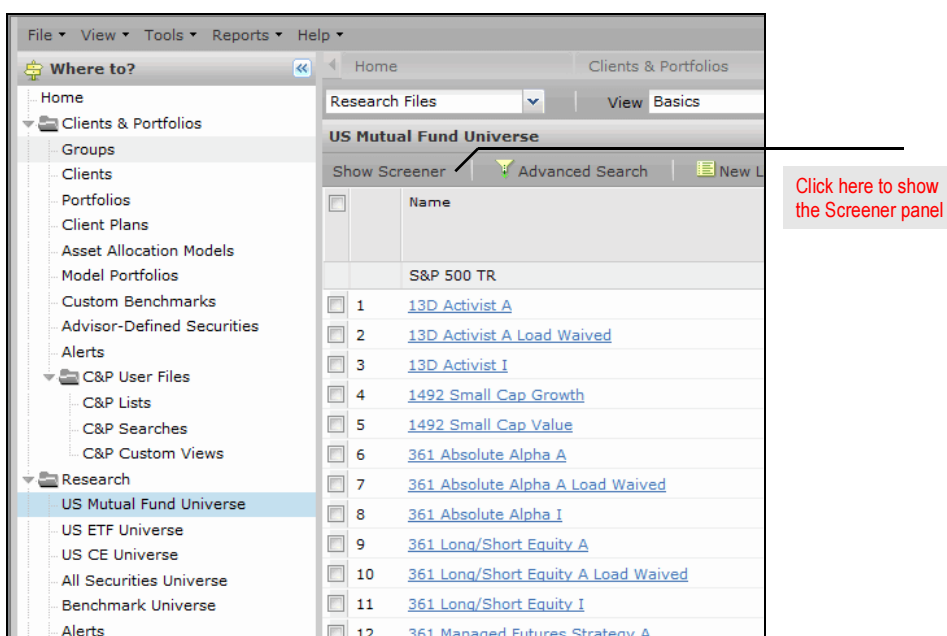 File View Tools Reports Help
Where to?
Home
Clients & Portfolios
Groups
Clients
Portfolios
Client Plans
Asset Allocation Models
Model Portfolios
Custom Benchmarks
Advisor-Defined Securities
Alerts
C&P User Files
C&P Lists
C&P Searches
C&P Custom Views
Research
US Mutual Fund Universe
US ETF Universe
US CE Universe
All Securities Universe
Benchmark Universe
Alerts
Home Clients & Portfolios
Research Files View Basics
US Mutual Fund Universe
Show Screener Advanced Search New L
Name
S&P 500 TR
1 13D Activist A
2 13D Activist A Load Waived
3 13D Activist I
4 1492 Small Cap Growth
5 1492 Small Cap Value
6 361 Absolute Alpha A
7 361 Absolute Alpha A Load Waived
8 361 Absolute Alpha I
9 361 Long/Short Equity A
10 361 Long/Short Equity A Load Waived
11 361 Long/Short Equity I
12 361 Managed Futures Strategy A
Click here to show
the Screener panel